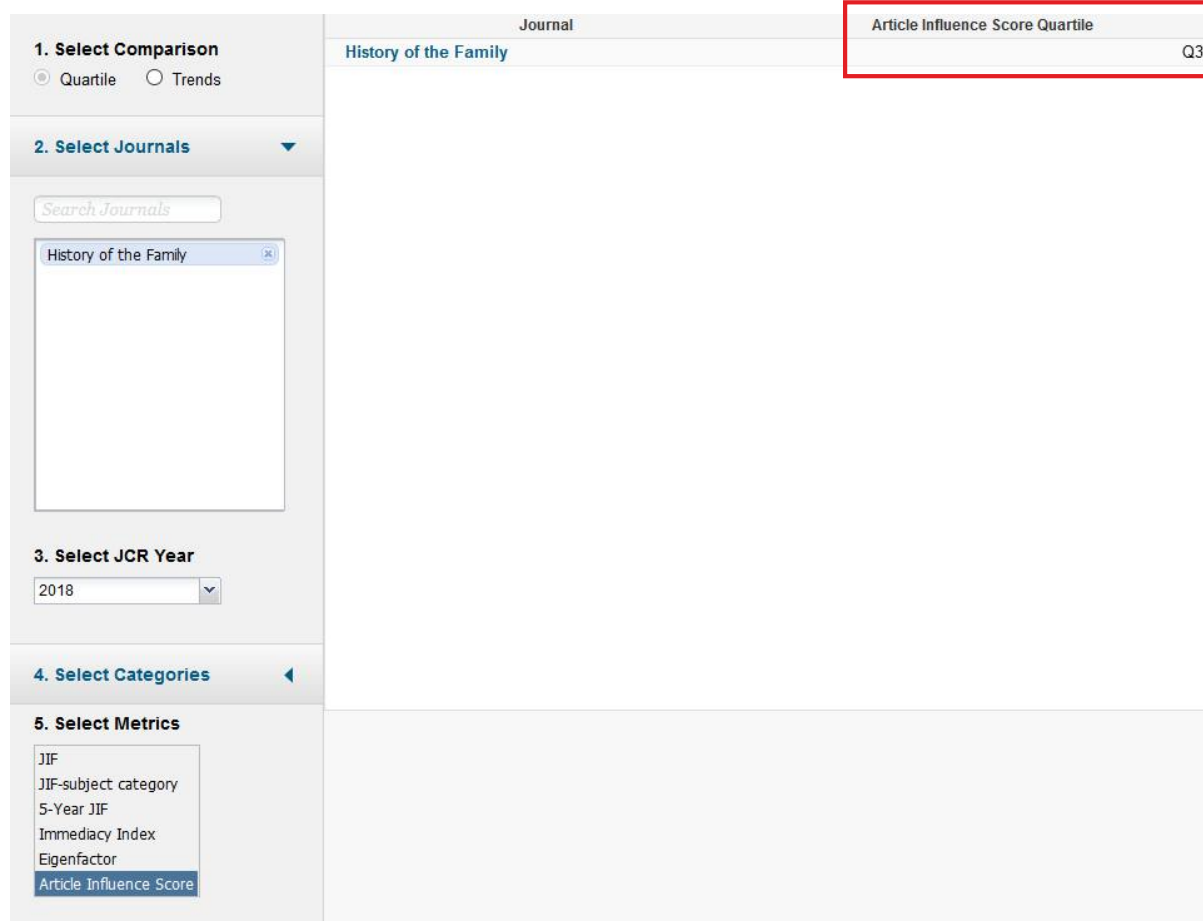 1. Select Comparison
Quartile Trends
2. Select Journals
Search Journals
History of the Family
3. Select JCR Year
2018
4. Select Categories
5. Select Metrics
JIF
JIF-subject category
5-Year JIF
Immediacy Index
Eigenfactor
Article Influence Score
Journal Article Influence Score Quartile
History of the Family Q3